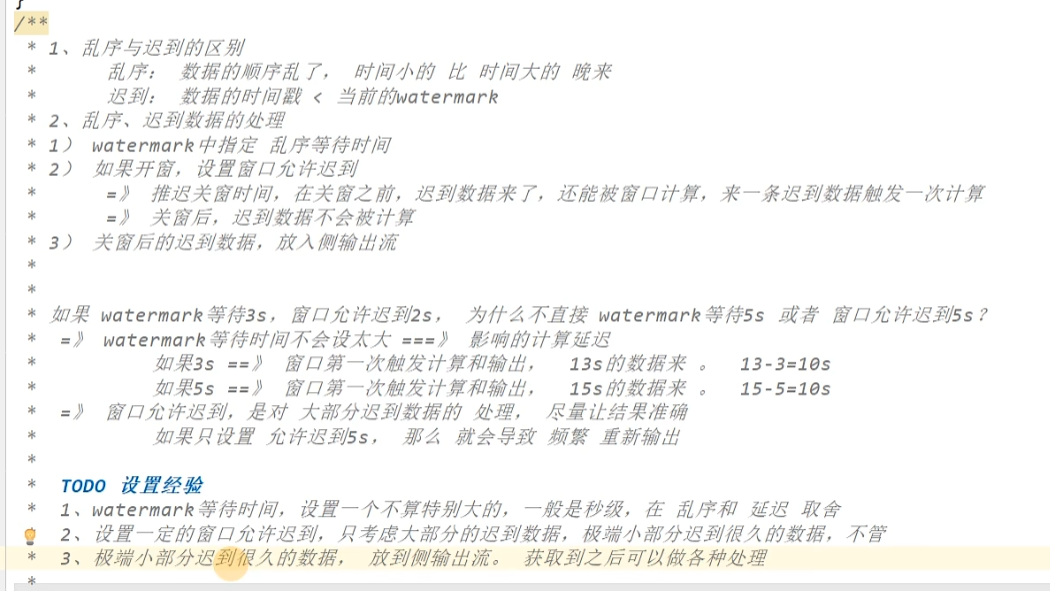 }
/**
* 1、乱序与迟到的区别
* 乱序： 数据的顺序乱了， 时间小的 比 时间大的 晚来
* 迟到： 数据的时间戳 < 当前的watermark
* 2、乱序、迟到数据的处理
* 1） watermark中指定 乱序等待时间
* 2） 如果开窗，设置窗口允许迟到
* =》 推迟关窗时间，在关窗之前，迟到数据来了，还能被窗口计算，来一条迟到数据触发一次计算
* =》 关窗后，迟到数据不会被计算
* 3） 关窗后的迟到数据，放入侧输出流
*
*
* 如果 watermark等待3s，窗口允许迟到2s， 为什么不直接 watermark等待5s 或者 窗口允许迟到5s？
* =》 watermark等待时间不会设太大 ===》 影响的计算延迟
* 如果3s ==》 窗口第一次触发计算和输出， 13s的数据来 。 13-3=10s
* 如果5s ==》 窗口第一次触发计算和输出， 15s的数据来 。 15-5=10s
* =》 窗口允许迟到，是对 大部分迟到数据的 处理， 尽量让结果准确
* 如果只设置 允许迟到5s， 那么 就会导致 频繁 重新输出
*
* TODO 设置经验
* 1、watermark等待时间，设置一个不算特别大的，一般是秒级，在 乱序和 延迟 取舍
* 2、设置一定的窗口允许迟到，只考虑大部分的迟到数据，极端小部分迟到很久的数据，不管
* 3、极端小部分迟到很久的数据， 放到侧输出流。 获取到之后可以做各种处理
*